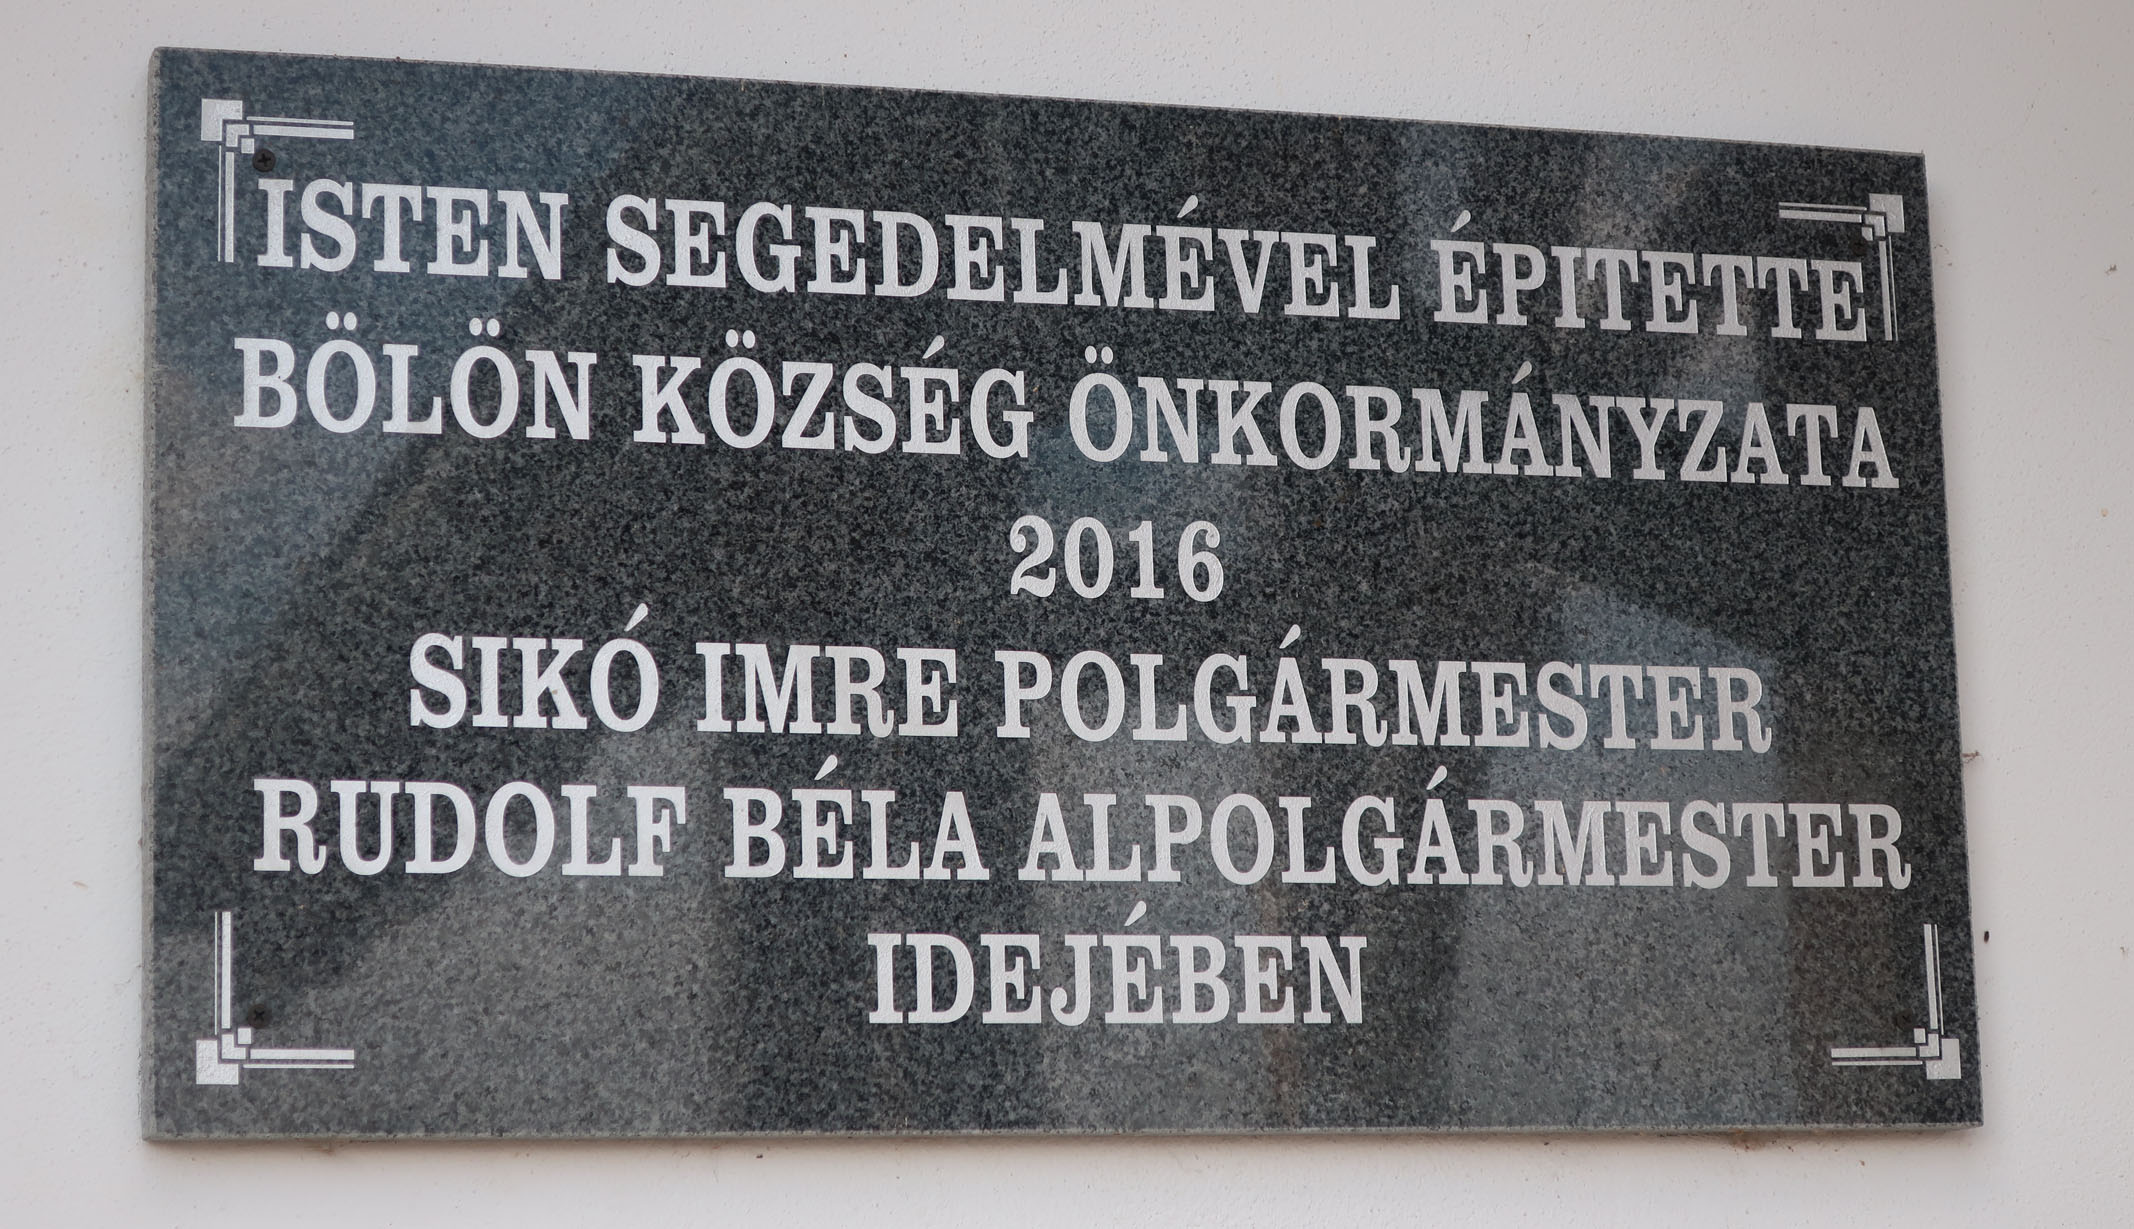 ISTEN SEGEDELMÉVEL ÉPITETTE
BÖLÖN KÖZSÉG ÖNKORMÁNYZATA
2016
SIKÓ IMRE POLGÁRMESTER
RUDOLF BÉLA ALPOLGÁRMESTER
IDEJÉBEN